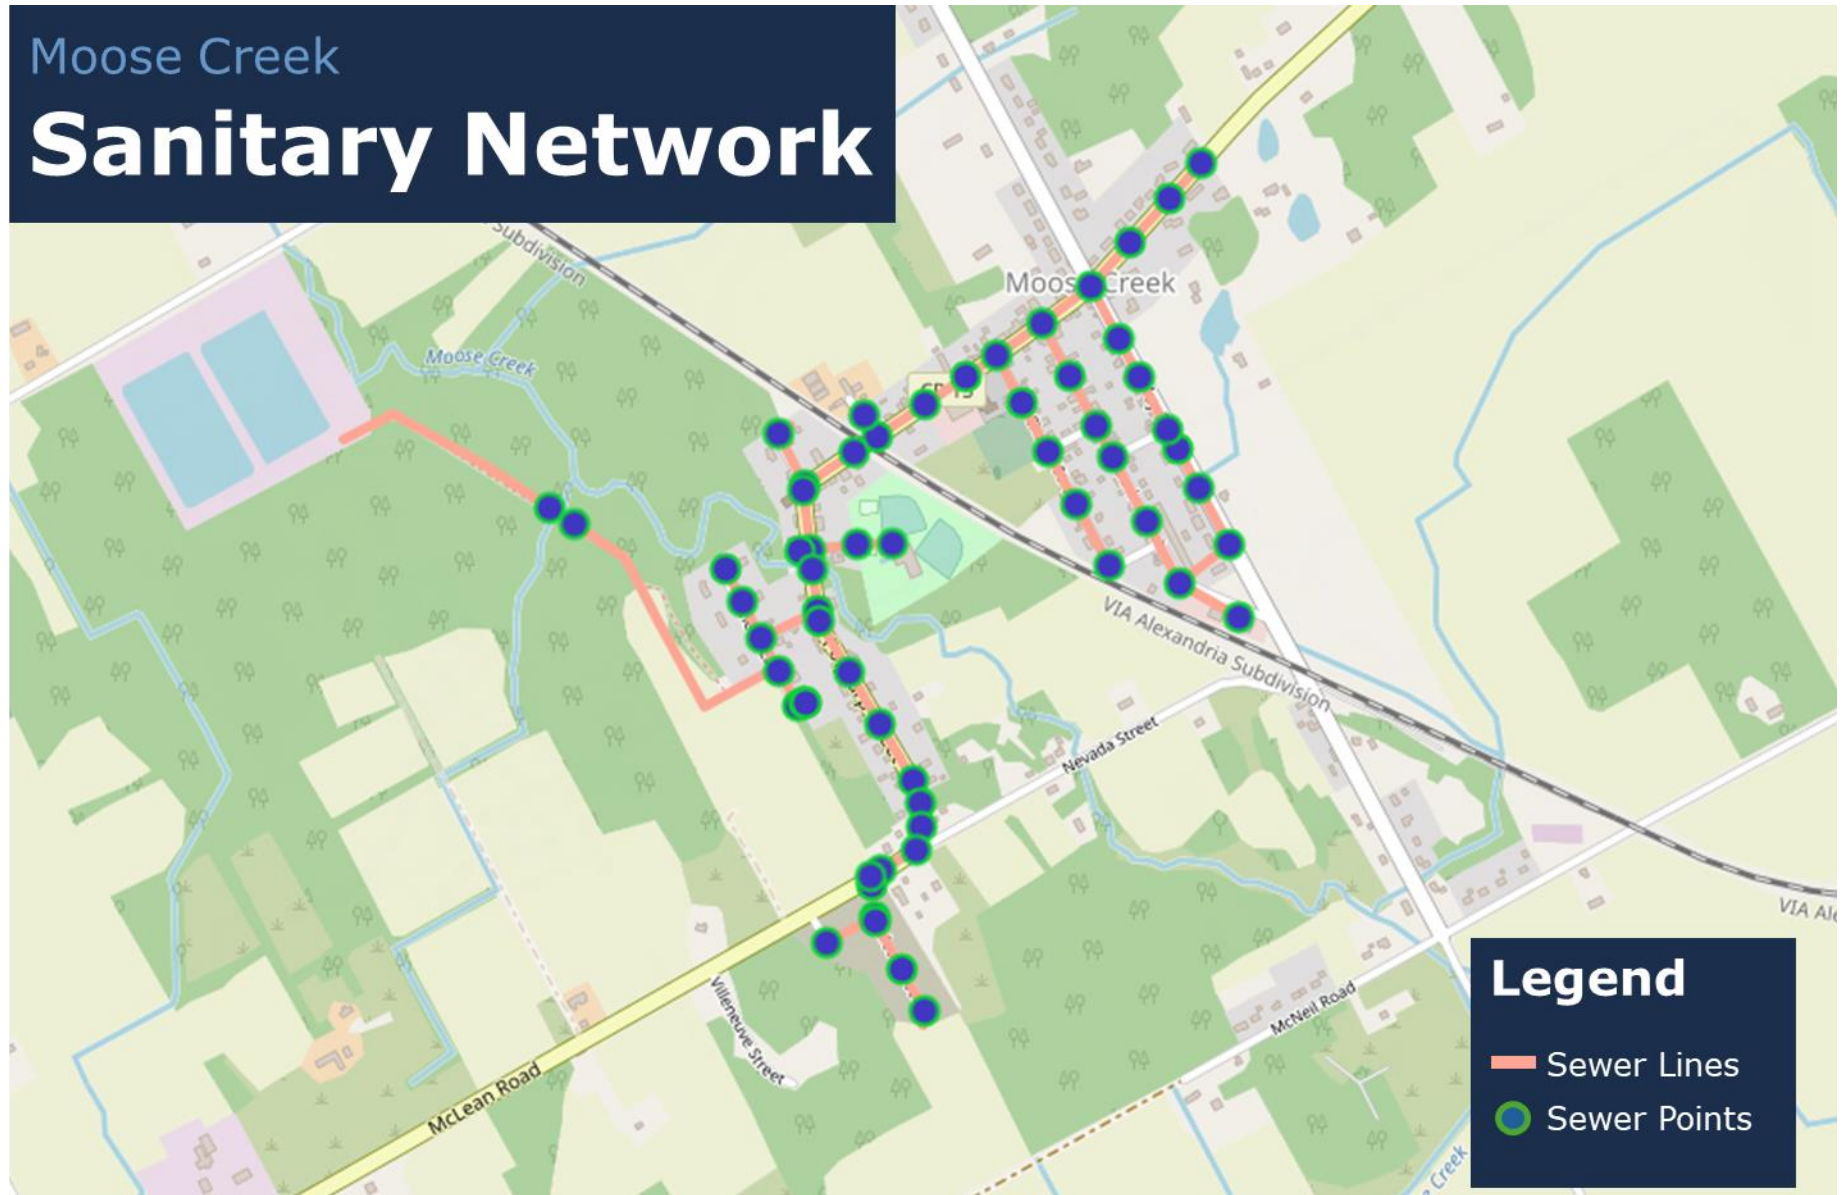 Moose Creek
Sanitary Network
Subdivision
Moose Creek
Moose Creek
VIA Alexandria Subdivision
Nevada Street
VIA Ale
McNeil Road
Villeneuve Street
McLean Road
Creek
Legend
Sewer Lines
Sewer Points